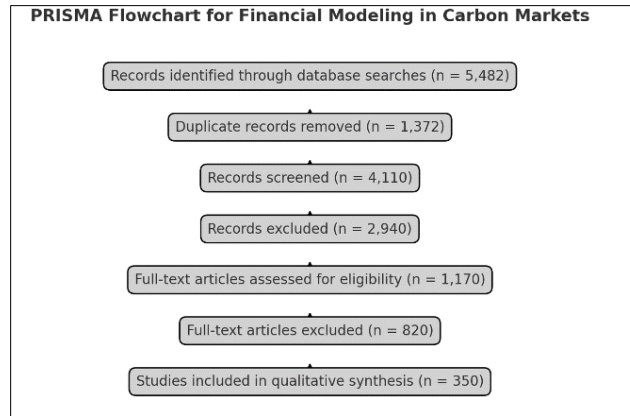 PRISMA Flowchart for Financial Modeling in Carbon Markets
Records identified through database searches (n = 5,482)
Duplicate records removed (n = 1,372)
Records screened (n = 4,110)
Records excluded (n = 2,940)
Full-text articles assessed for eligibility (n = 1,170)
Full-text articles excluded (n = 820)
Studies included in qualitative synthesis (n = 350)